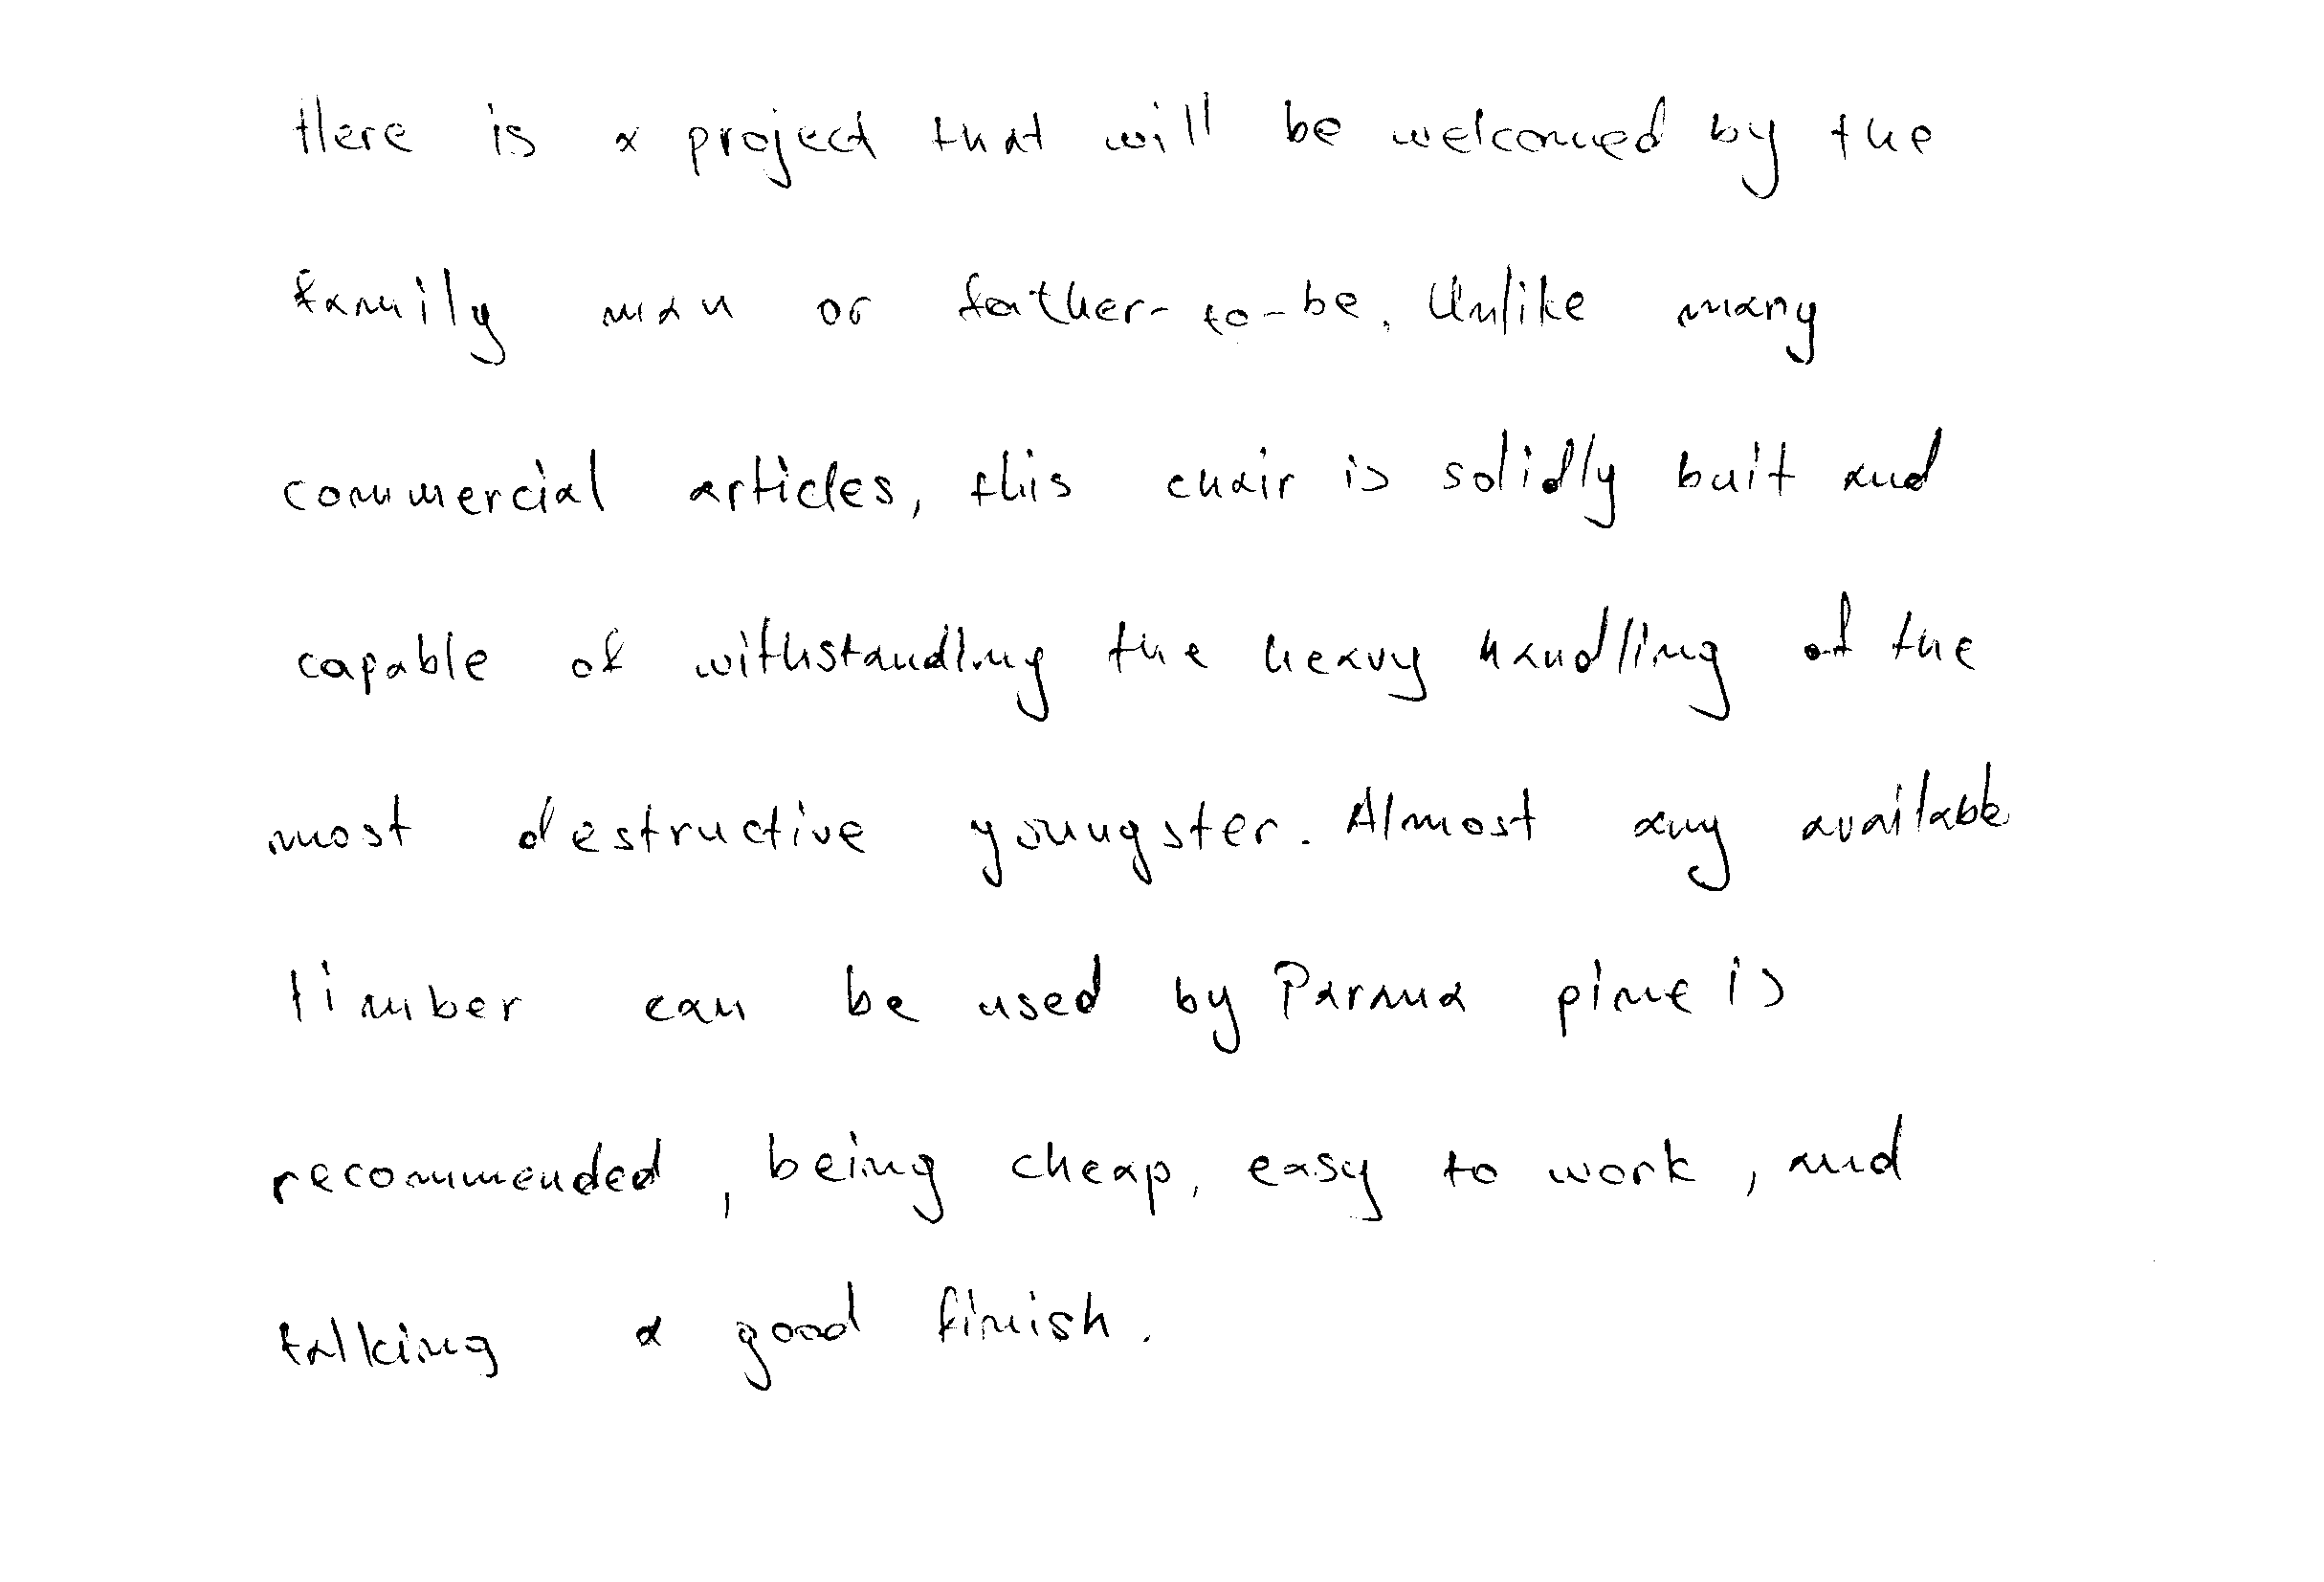 Here is a project that will be welcomed by the
family man or father-to-be. Unlike many
commercial articles, this chair is solidly buit and
capable of withstanding the heavy handling of the
most destructive youngster. Almost any available
timber can be used by Parana pine is
recommended, being cheap, easy to work, and
talking a good finish.